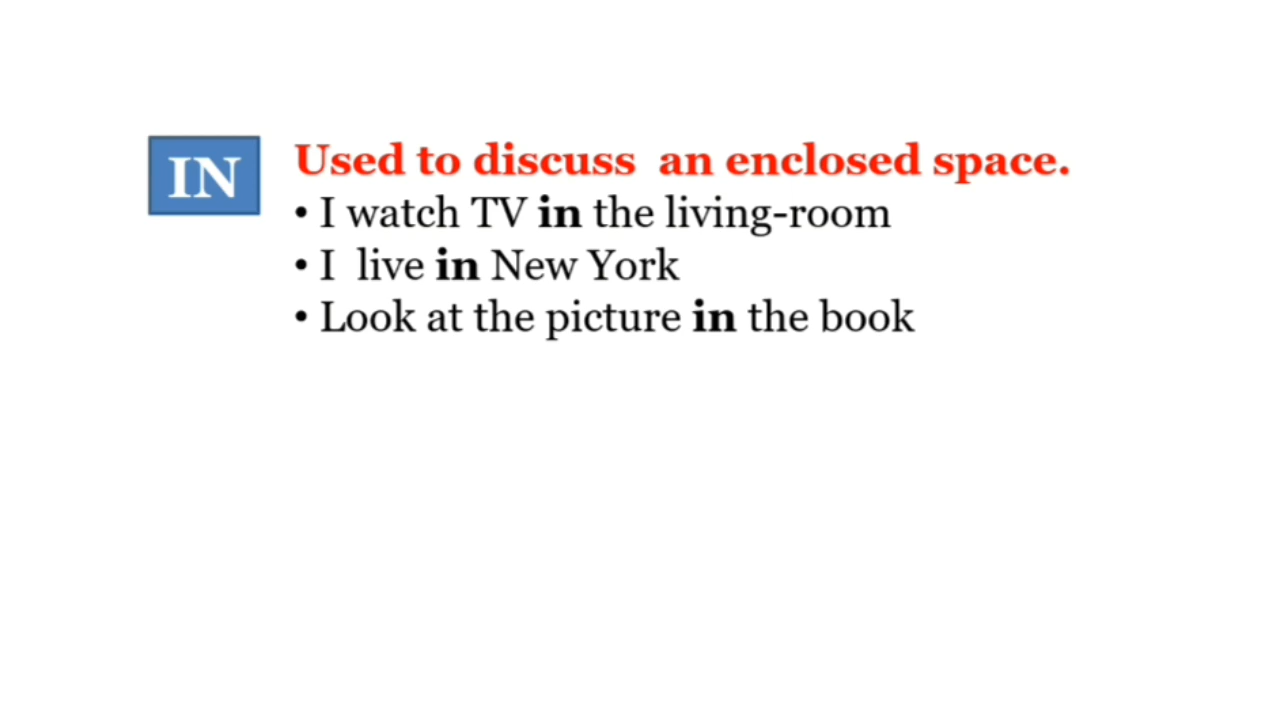 IN
Used to discuss an enclosed space.
• I watch TV in the living-room
• I live in New York
• Look at the picture in the book